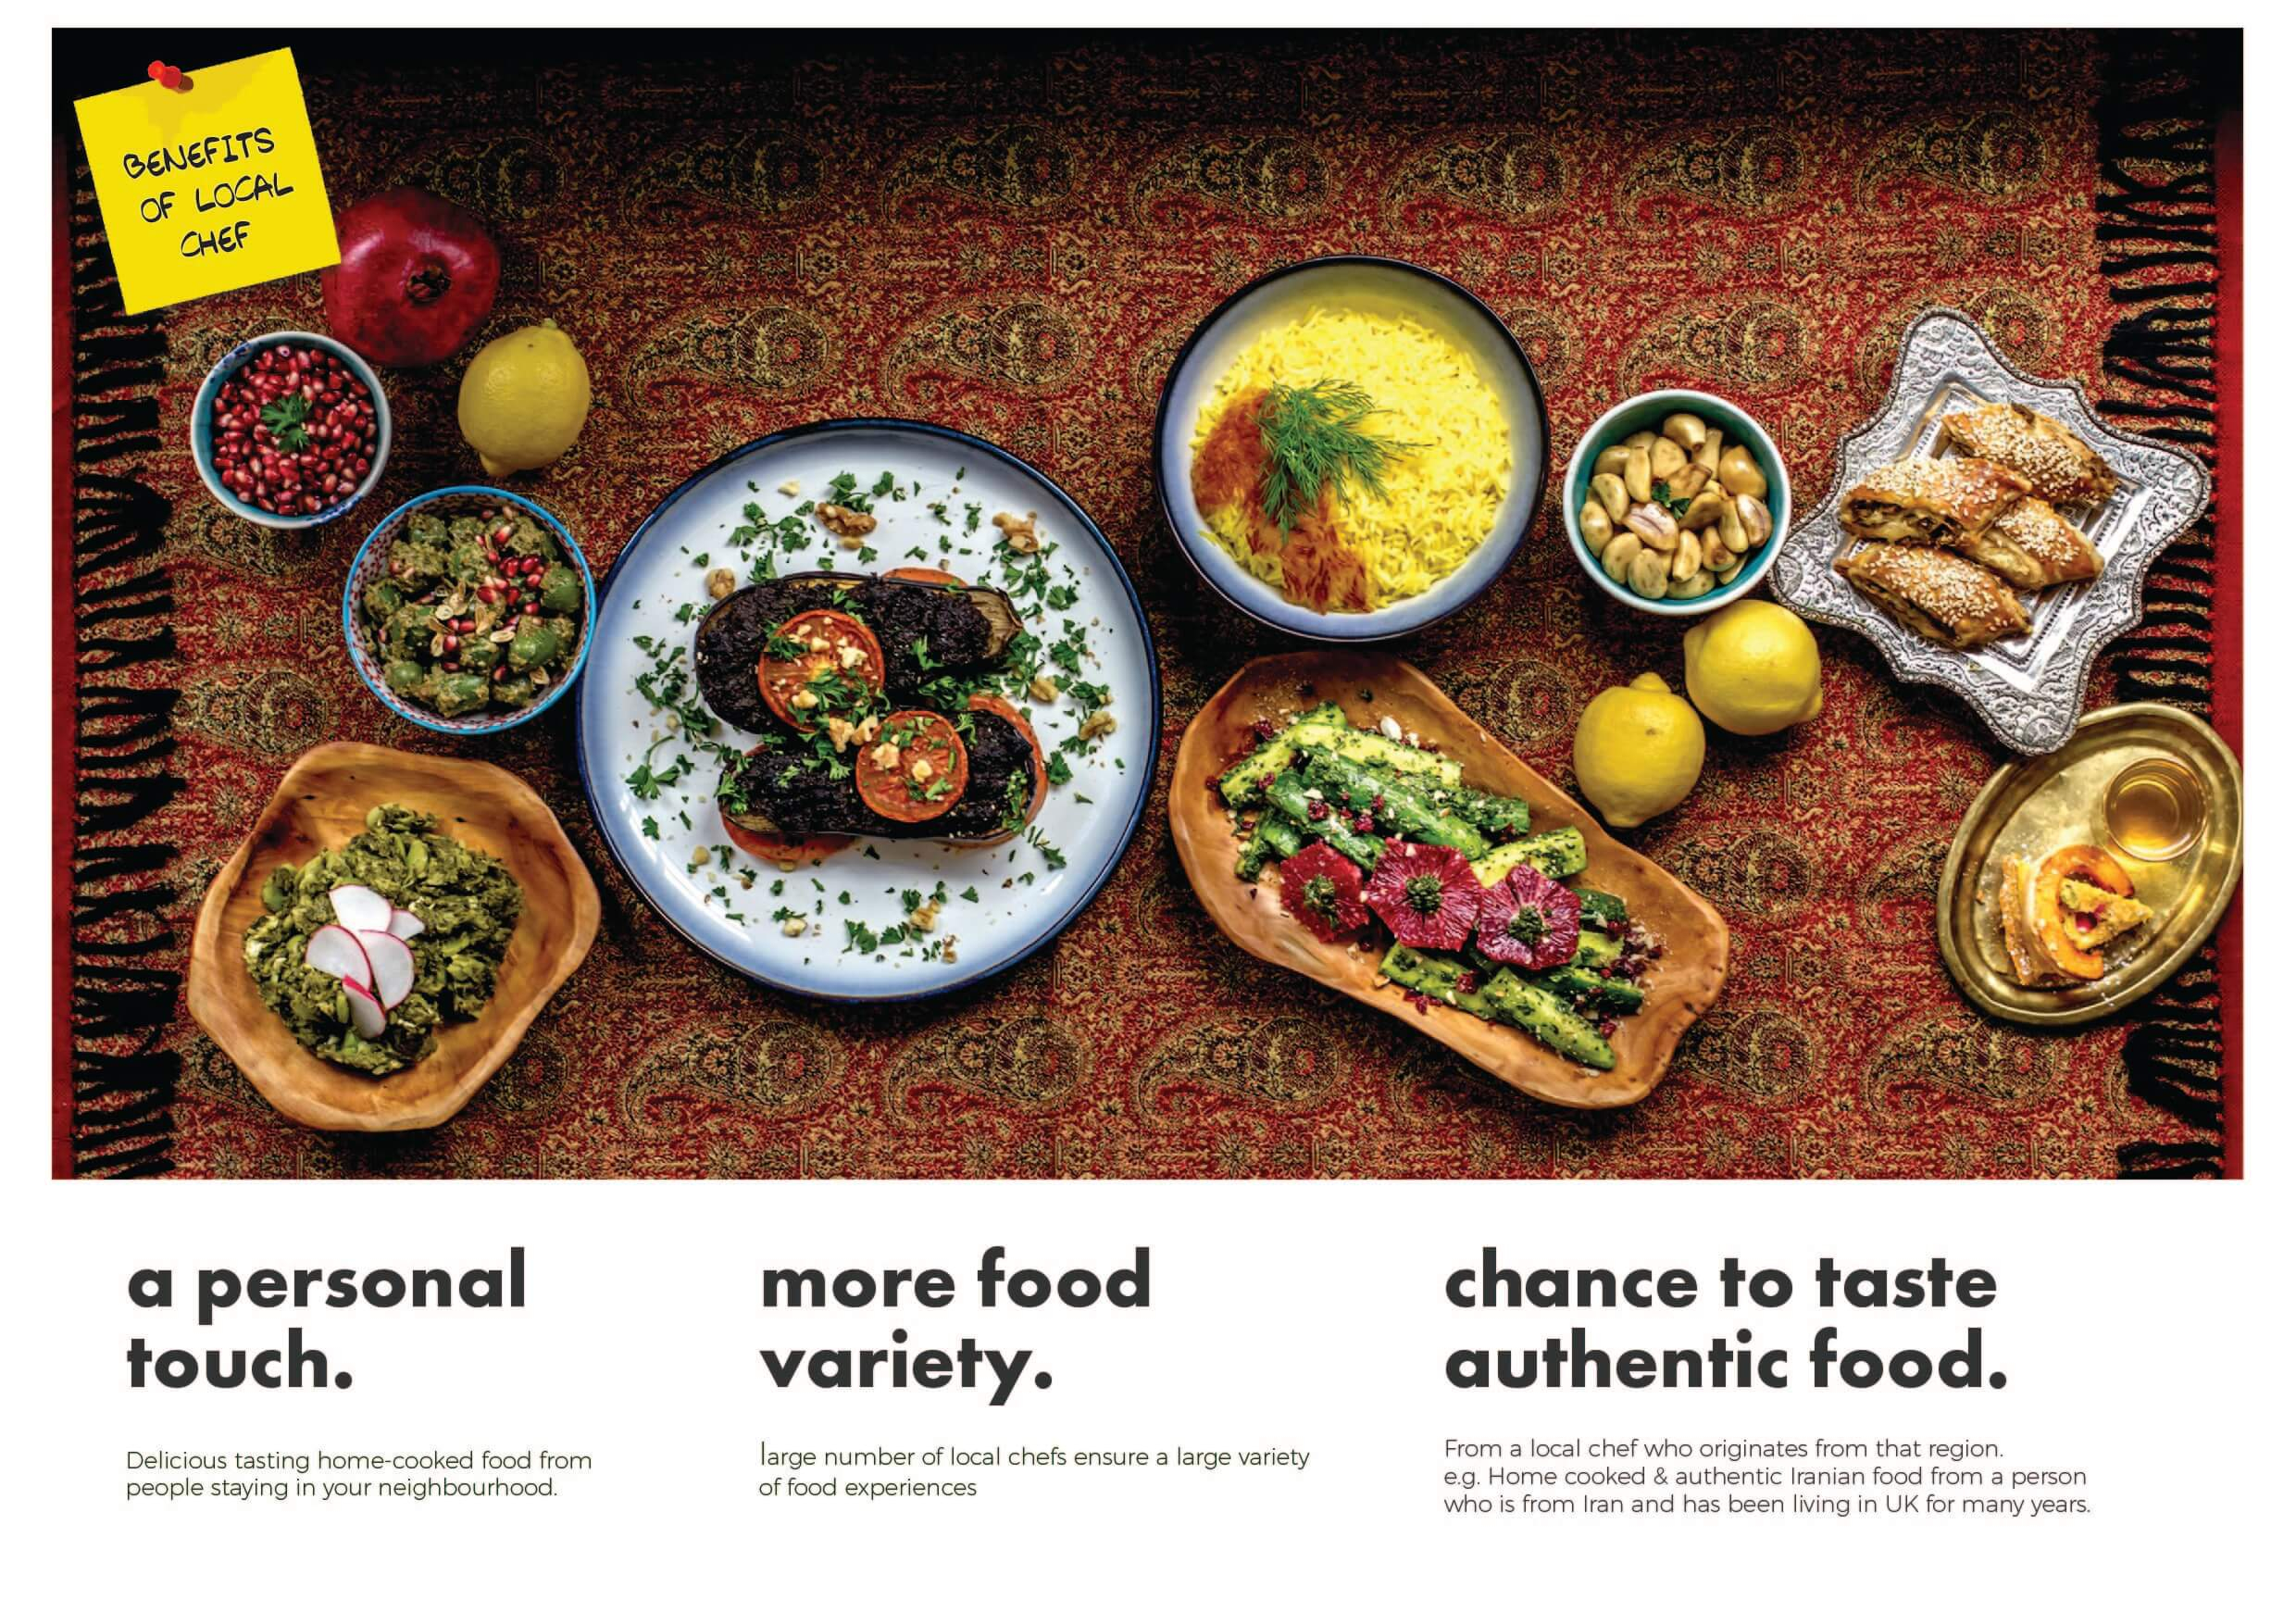 BENEFITS
OF LOCAL
CHEF
a personal
touch.
Delicious tasting home-cooked food from
people staying in your neighbourhood.
more food
variety.
large number of local chefs ensure a large variety
of food experiences
chance to taste
authentic food.
From a local chef who originates from that region.
e.g. Home cooked & authentic Iranian food from a person
who is from Iran and has been living in UK for many years.